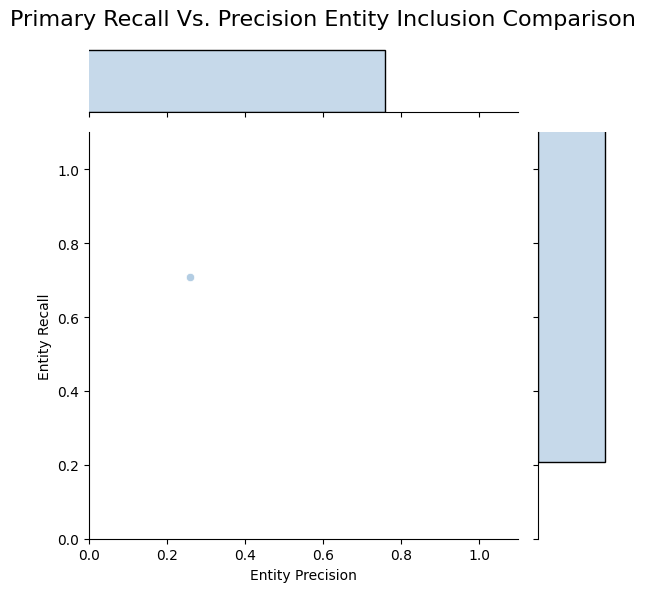 Primary Recall Vs. Precision Entity Inclusion Comparison
1.0
0.8
0.6
0.4
0.2
0.0
Entity Recall
0.0 0.2 0.4 0.6 0.8 1.0
Entity Precision